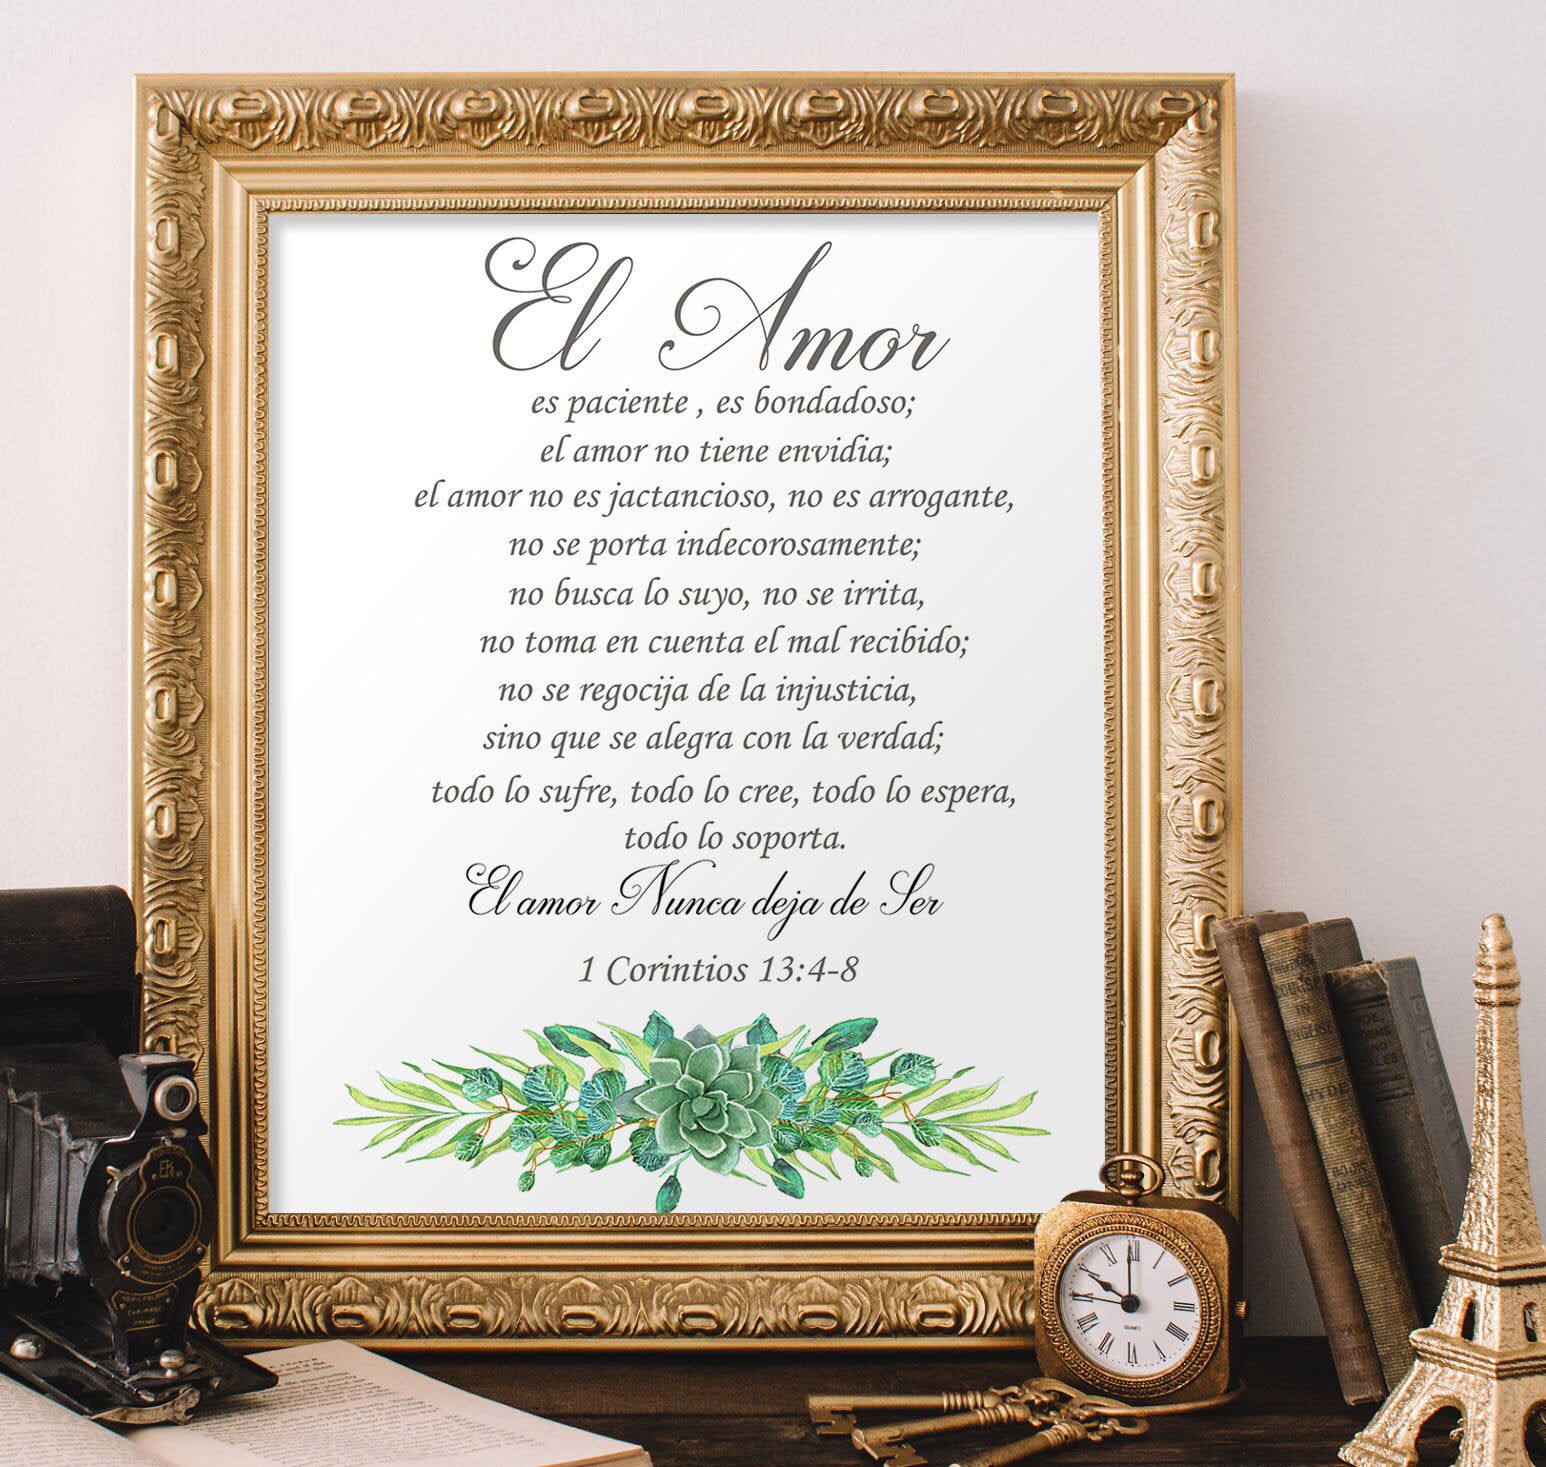 El Amor
es paciente , es bondadoso;
el amor no tiene envidia;
el amor no es jactancioso, no es arrogante,
no se porta indecorosamente;
no busca lo suyo, no se irrita,
no toma en cuenta el mal recibido;
no se regocija de la injusticia,
sino que se alegra con la verdad;
todo lo sufre, todo lo cree, todo lo espera,
todo lo soporta.
El amor Nunca deja de Ser
1 Corintios 13:4-8
QUARTZ